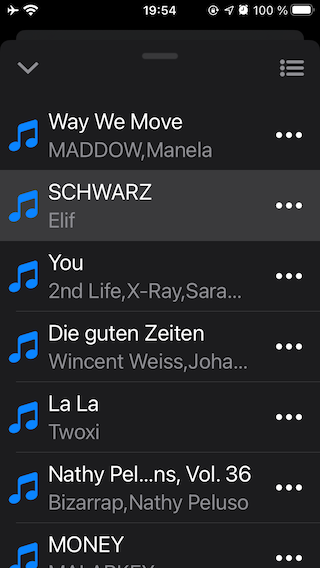 19:54
100 %
Way We Move
MADDOW,Manela
SCHWARZ
Elif
You
2nd Life,X-Ray,Sara...
Die guten Zeiten
Wincent Weiss,Joha...
La La
Twoxi
Nathy Pel...ns, Vol. 36
Bizarrap,Nathy Peluso
MONEY